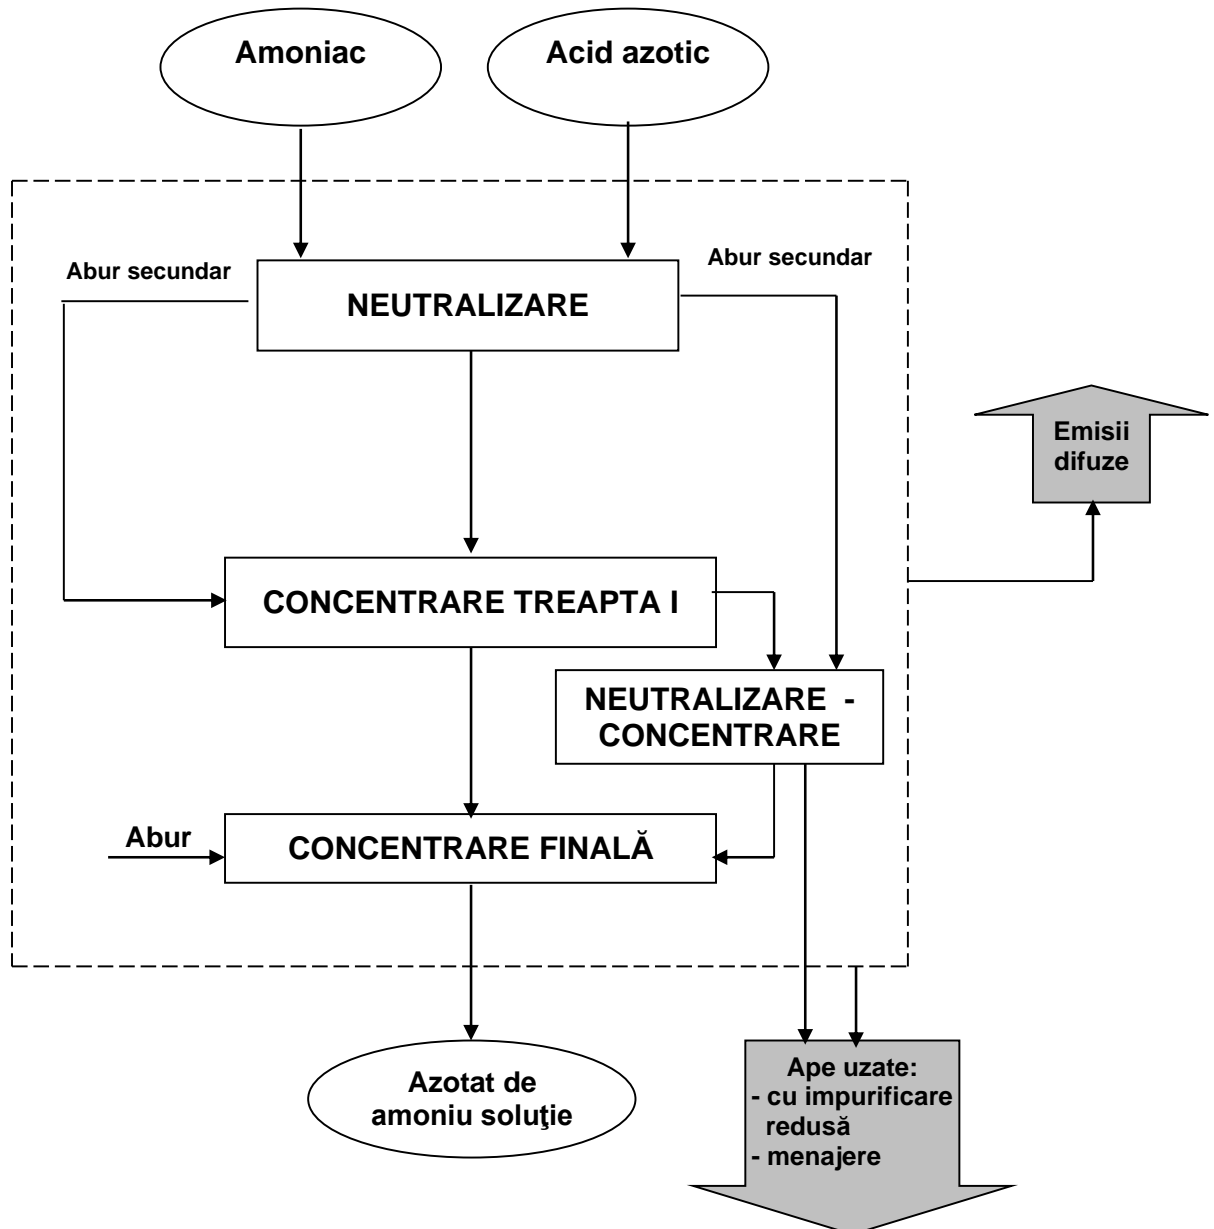 Amoniac
Acid azotic
Abur secundar
Abur secundar
NEUTRALIZARE
Emisii
difuze
CONCENTRARE TREAPTA I
NEUTRALIZARE -
CONCENTRARE
Abur
CONCENTRARE FINALĂ
Azotat de
amoniu soluţie
Ape uzate:
- cu impurificare
redusă
- menajere